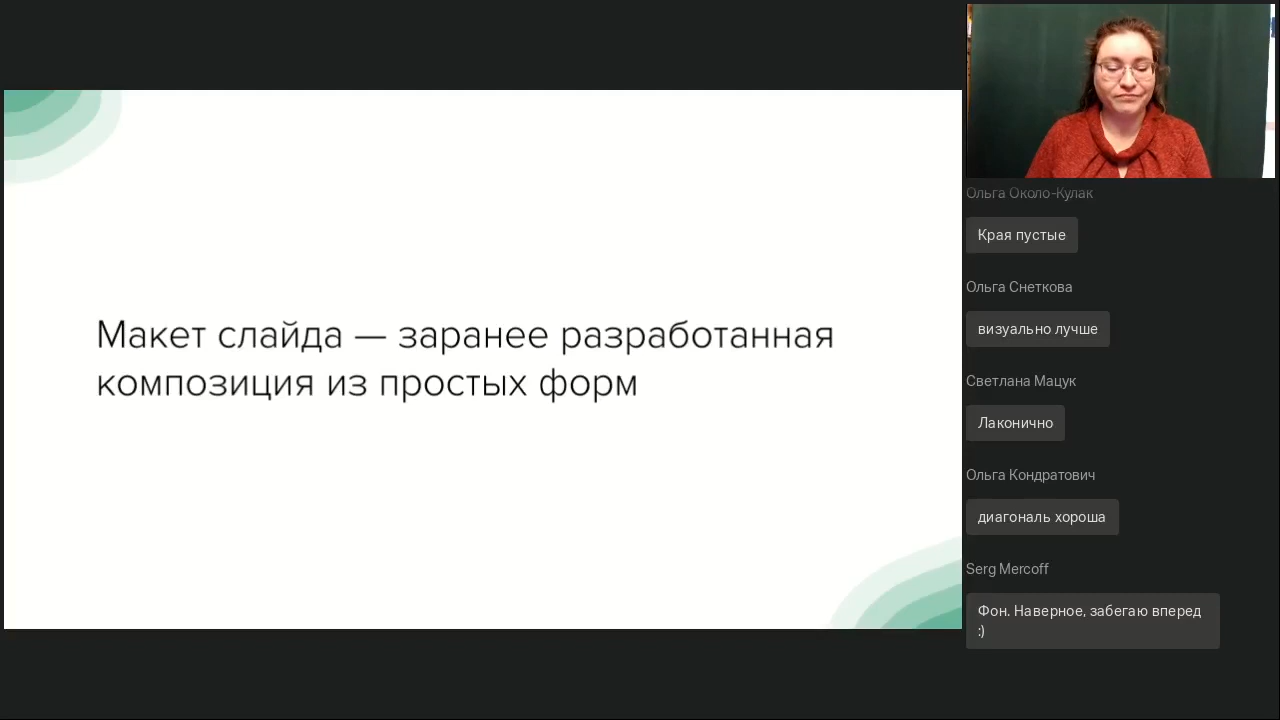 Макет слайда — заранее разработанная
композиция из простых форм
Ольга Около-Кулак
Края пустые
Ольга Снеткова
визуально лучше
Светлана Мацук
Лаконично
Ольга Кондратович
диагональ хороша
Serg Mercoff
Фон. Наверное, забегаю вперед
:)